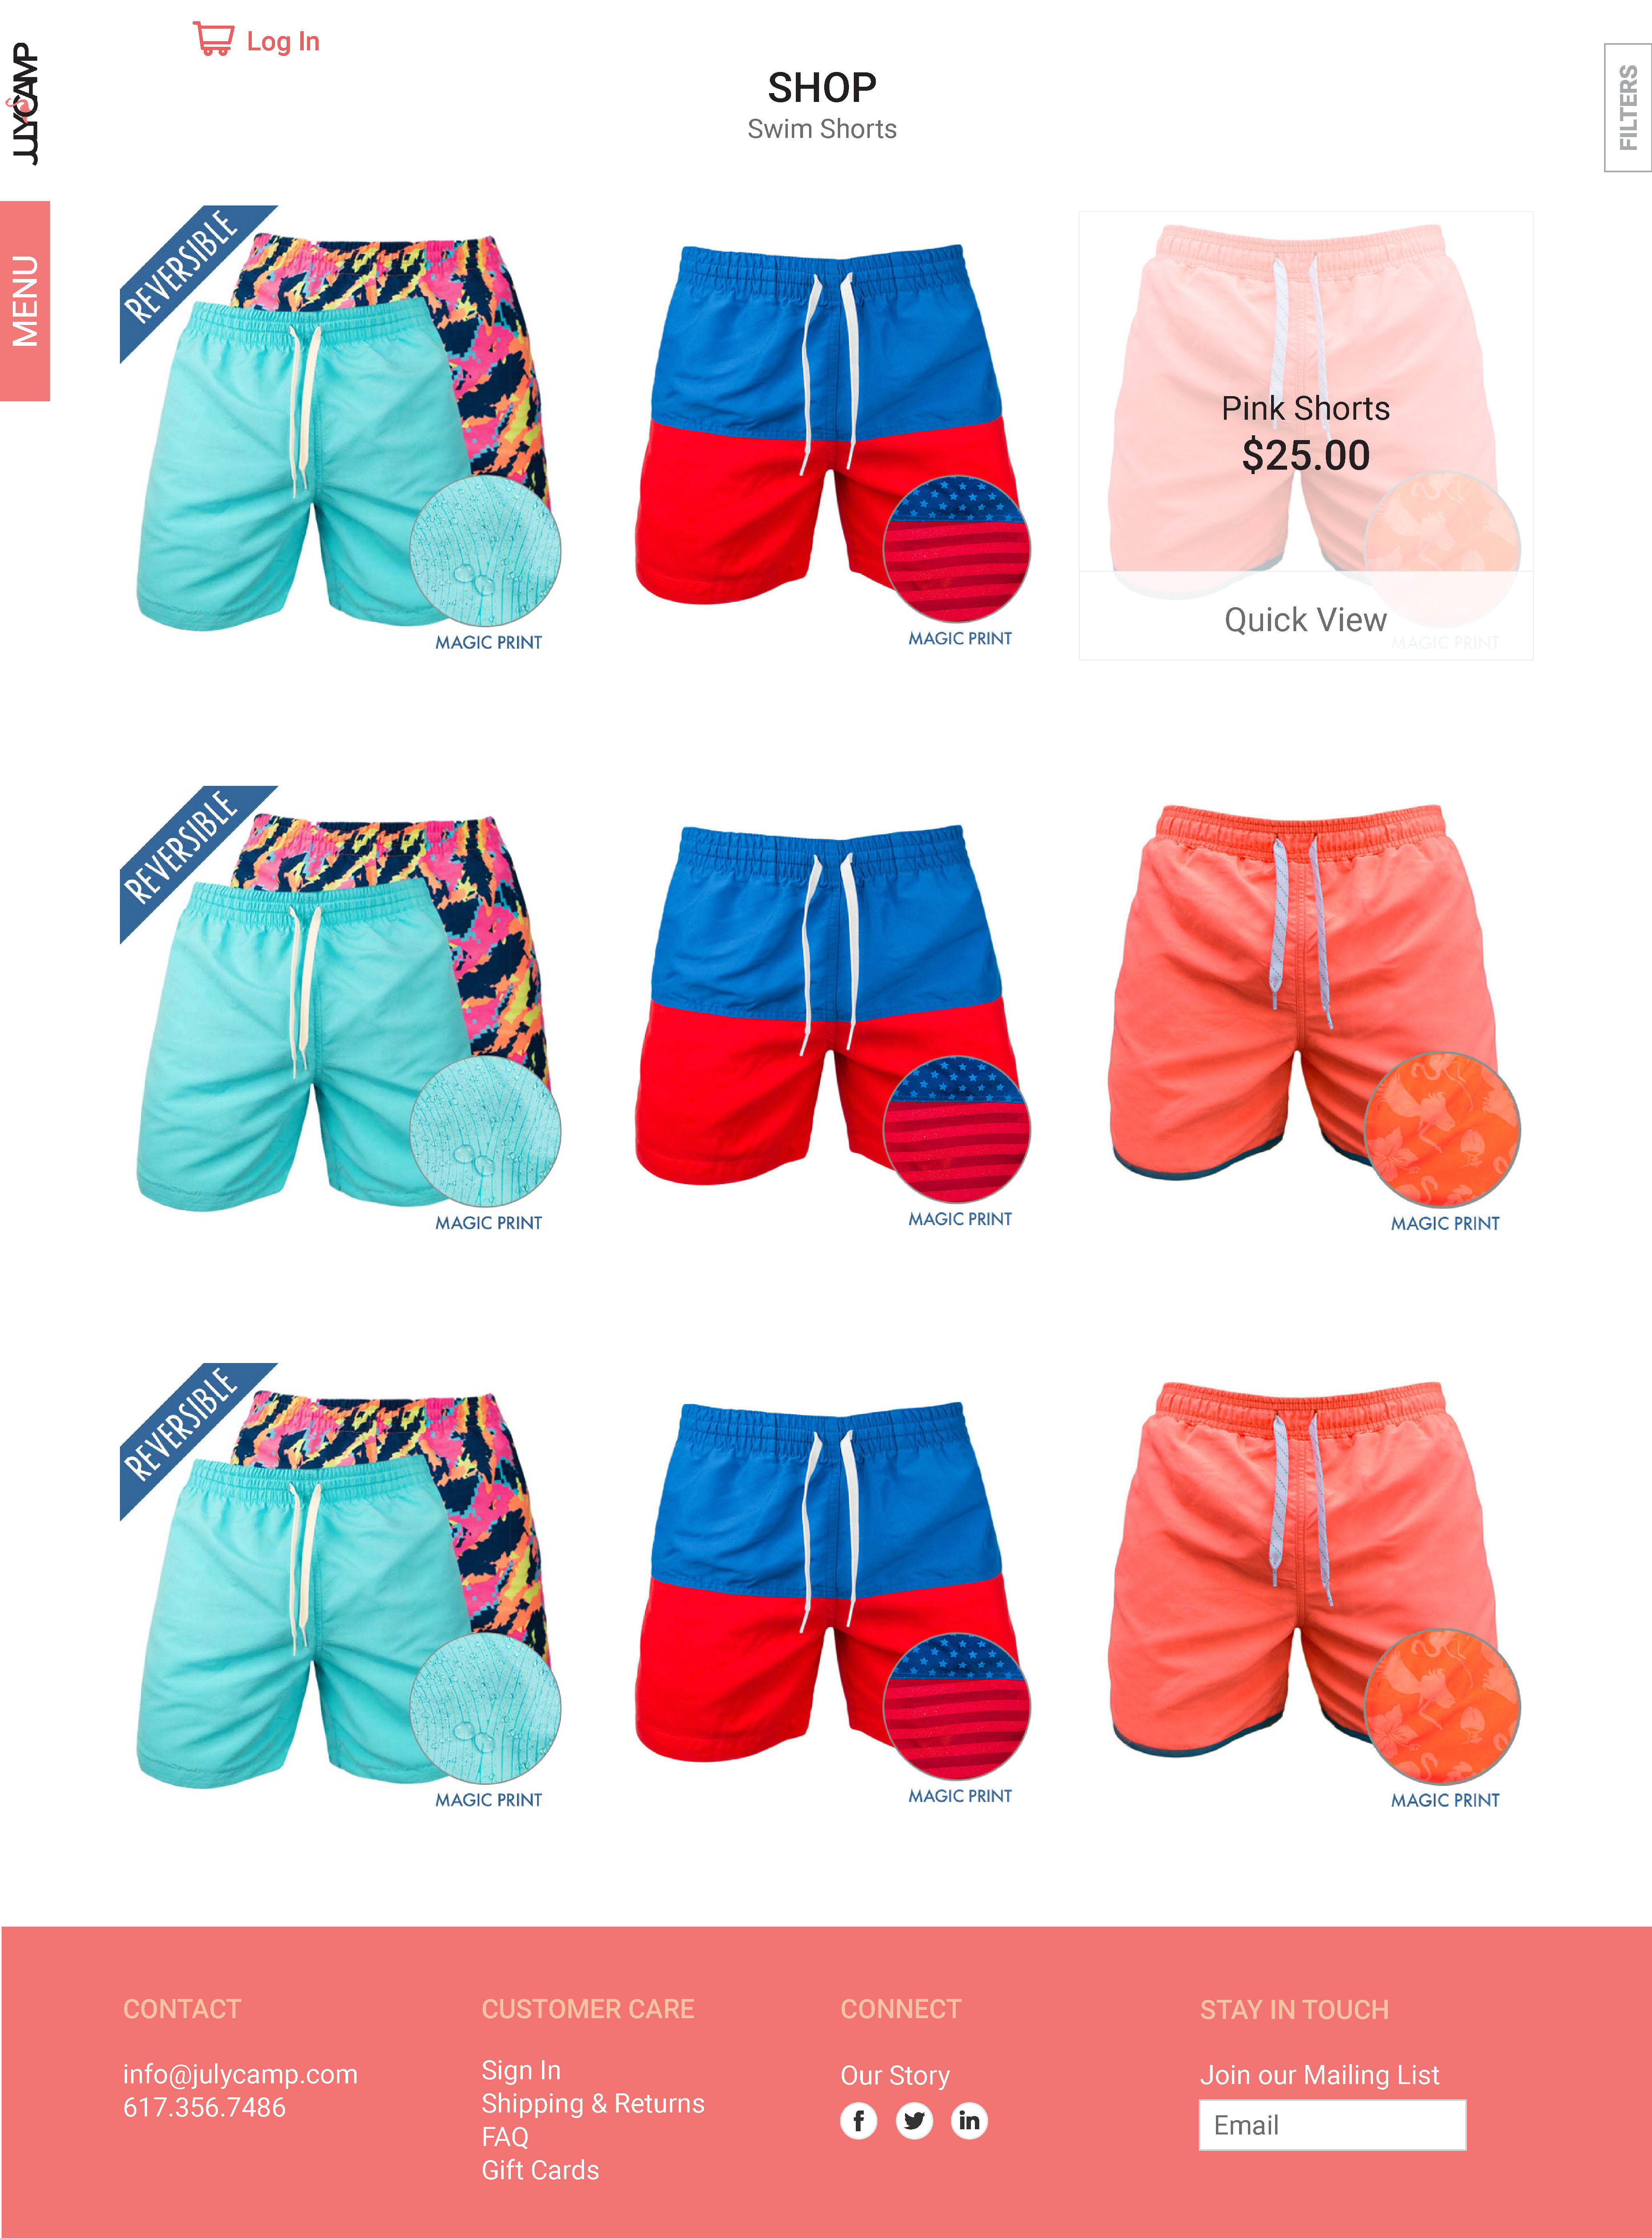 JULYCAMP
Log In
SHOP
Swim Shorts
FILTERS
MENU
REVERSIBLE
MAGIC PRINT
MAGIC PRINT
Pink Shorts
$25.00
Quick View
MAGIC PRINT
REVERSIBLE
MAGIC PRINT
MAGIC PRINT
MAGIC PRINT
REVERSIBLE
MAGIC PRINT
MAGIC PRINT
MAGIC PRINT
CONTACT
info@julycamp.com
617.356.7486
CUSTOMER CARE
Sign In
Shipping & Returns
FAQ
Gift Cards
CONNECT
Our Story
f
in
STAY IN TOUCH
Join our Mailing List
Email